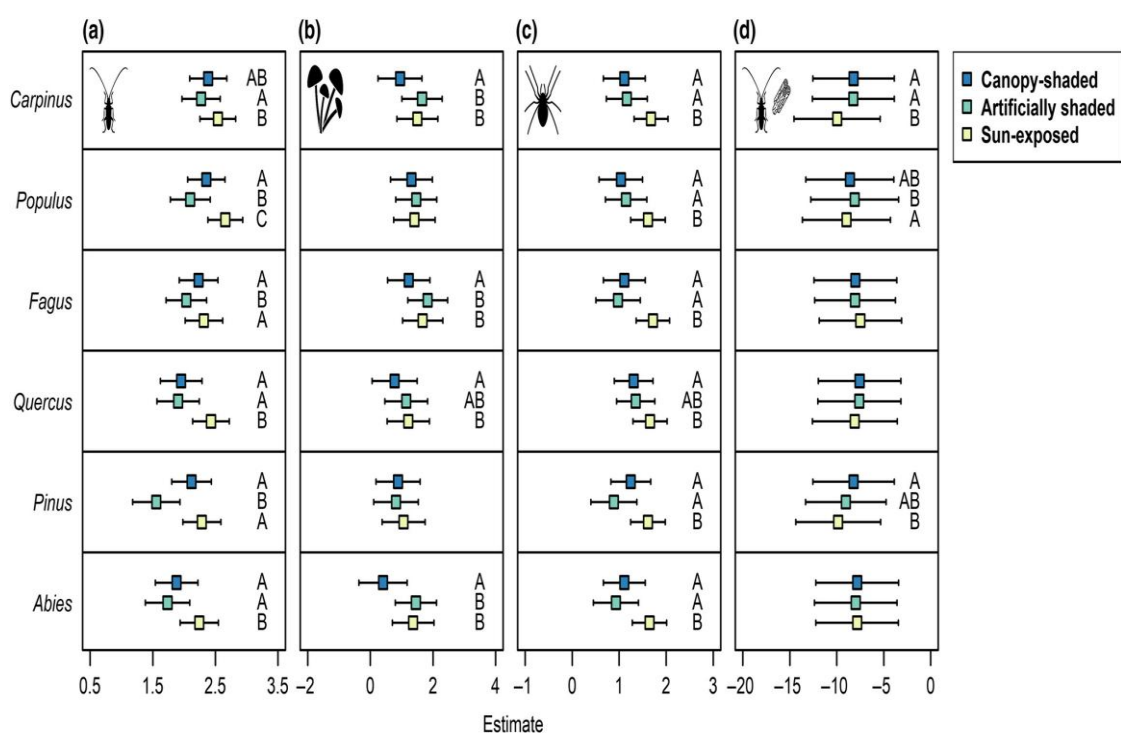 (a) (b) (c) (d)
Canopy-shaded
Artificially shaded
Sun-exposed
Carpinus
AB A A A
A B A A
B B B B
Populus
A A AB
B A B
C B A
Fagus
A A A
B B A
A B B
Quercus
A A A
A AB AB
B B B
Pinus
A A A
B A AB
A B B
Abies
A A A
A B A
B B B
0.5 1.5 2.5 3.5 –2 0 2 4 –1 0 1 2 3 –20 –15 –10 –5 0
Estimate